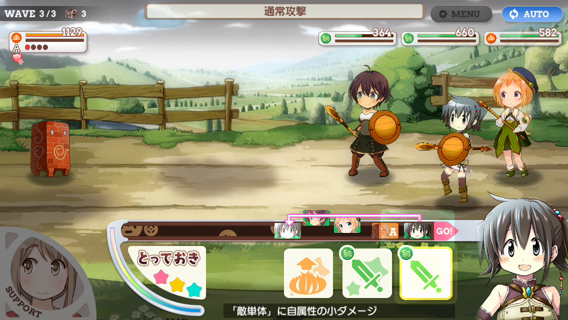 WAVE 3/3 3
通常攻撃
MENU
AUTO
1129
A
364
660
582
A
GO!
とっておき
SUPPORT
「敵単体」に自属性の小ダメージ